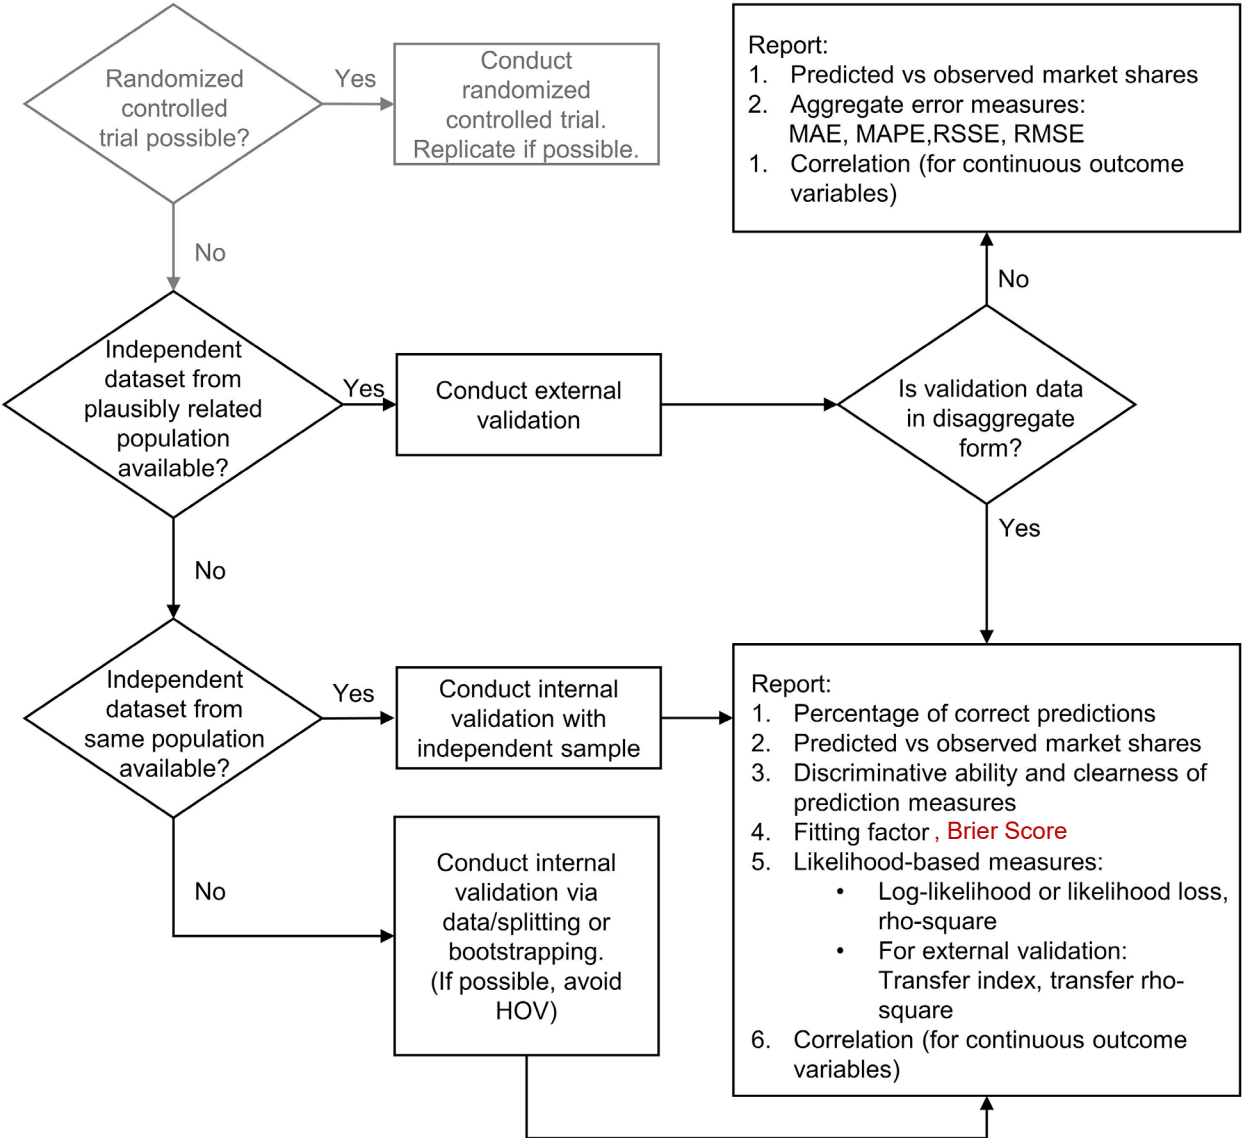 Randomized
controlled
trial possible?
Yes
Conduct
randomized
controlled trial.
Replicate if possible.
No
Independent
dataset from
plausibly related
population
available?
Yes
Conduct external
validation
Is validation data
in disaggregate
form?
No
Report:
1. Predicted vs observed market shares
2. Aggregate error measures:
MAE, MAPE,RSSE, RMSE
1. Correlation (for continuous outcome
variables)
Yes
No
Independent
dataset from
same population
available?
Yes
Conduct internal
validation with
independent sample
No
Conduct internal
validation via
data/splitting or
bootstrapping.
(If possible, avoid
HOV)
Report:
1. Percentage of correct predictions
2. Predicted vs observed market shares
3. Discriminative ability and clearness of
prediction measures
4. Fitting factor , Brier Score
5. Likelihood-based measures:
• Log-likelihood or likelihood loss,
rho-square
• For external validation:
Transfer index, transfer rho-
square
6. Correlation (for continuous outcome
variables)